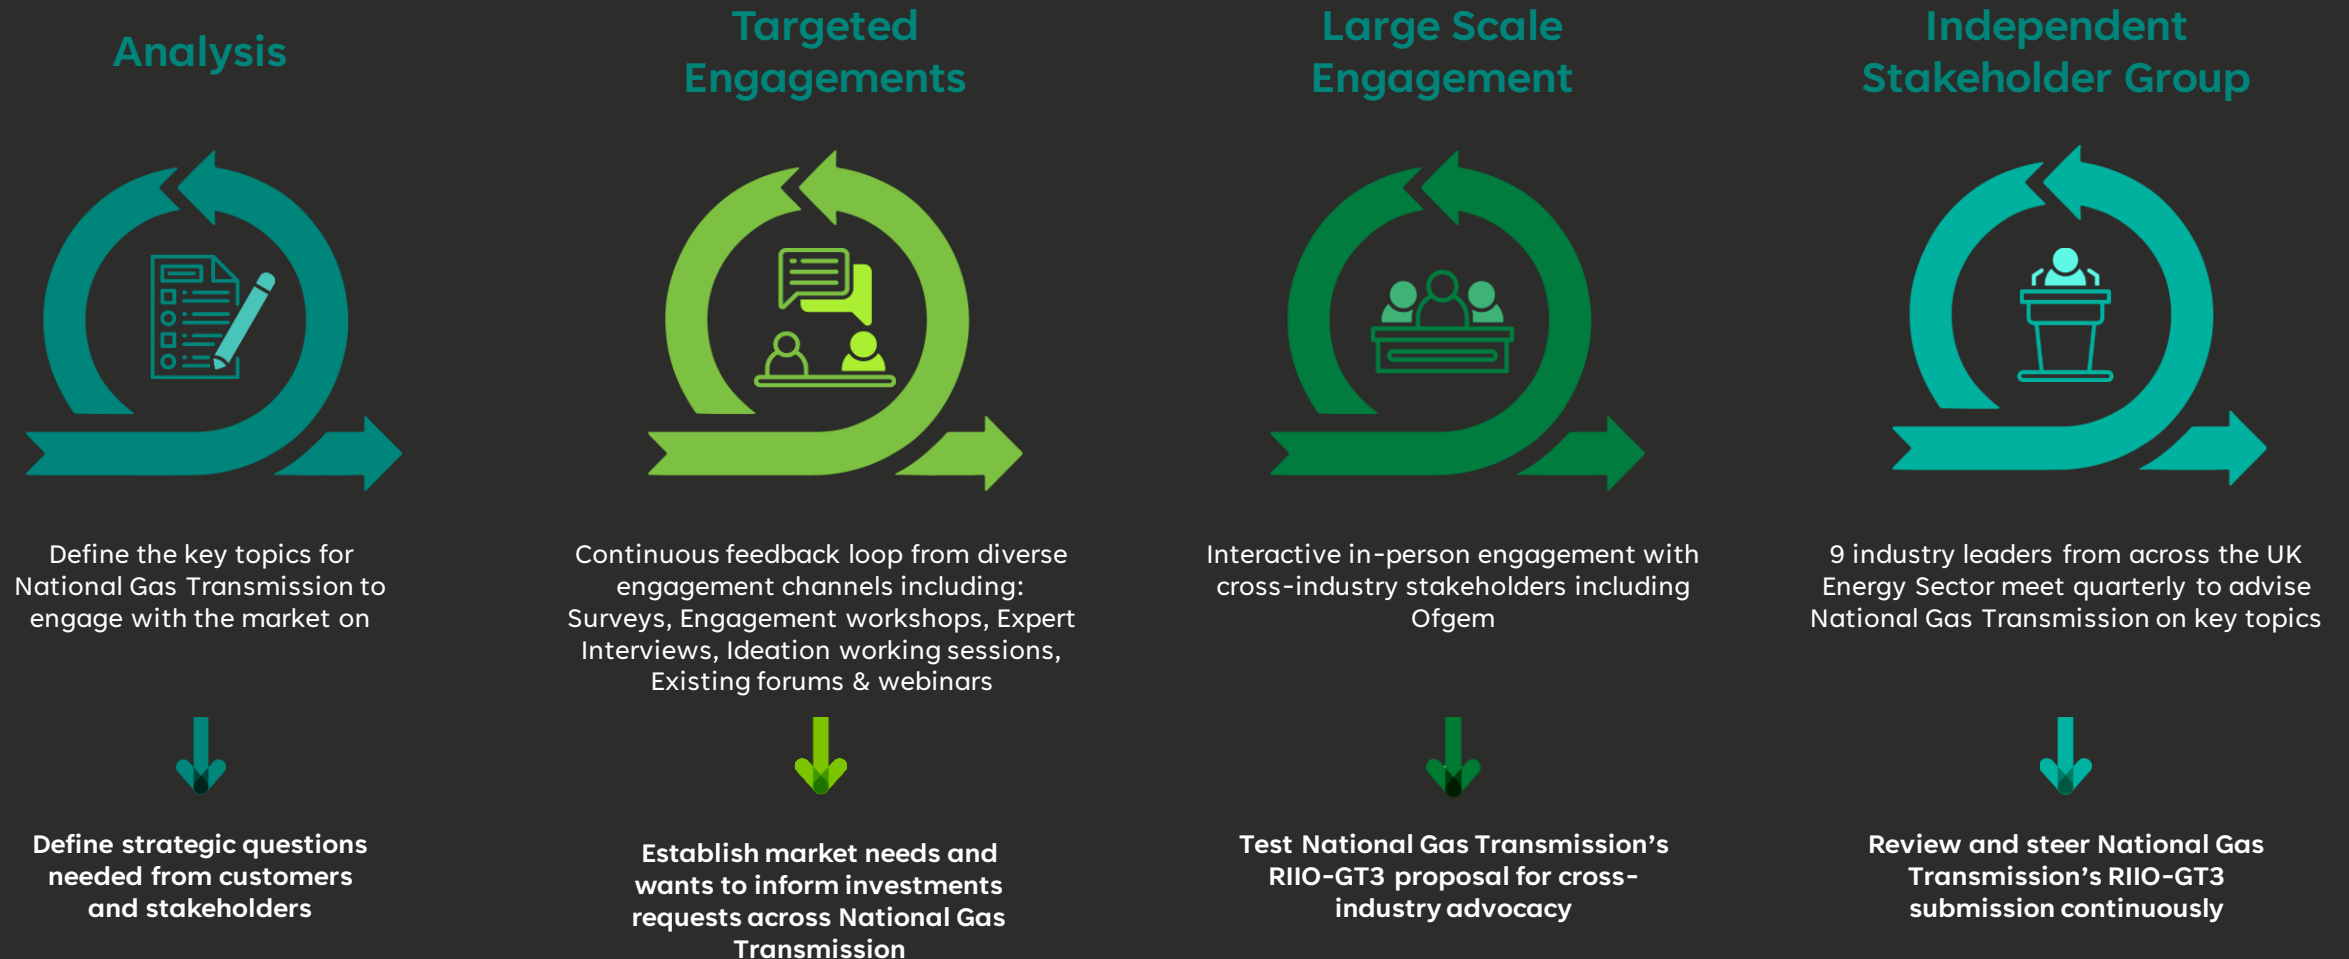 Analysis
Define the key topics for
National Gas Transmission to
engage with the market on
Define strategic questions
needed from customers
and stakeholders
Targeted
Engagements
Continuous feedback loop from diverse
engagement channels including:
Surveys, Engagement workshops, Expert
Interviews, Ideation working sessions,
Existing forums & webinars
Establish market needs and
wants to inform investments
requests across National Gas
Transmission
Large Scale
Engagement
Interactive in-person engagement with
cross-industry stakeholders including
Ofgem
Test National Gas Transmission’s
RIIO-GT3 proposal for cross-
industry advocacy
Independent
Stakeholder Group
9 industry leaders from across the UK
Energy Sector meet quarterly to advise
National Gas Transmission on key topics
Review and steer National Gas
Transmission’s RIIO-GT3
submission continuously